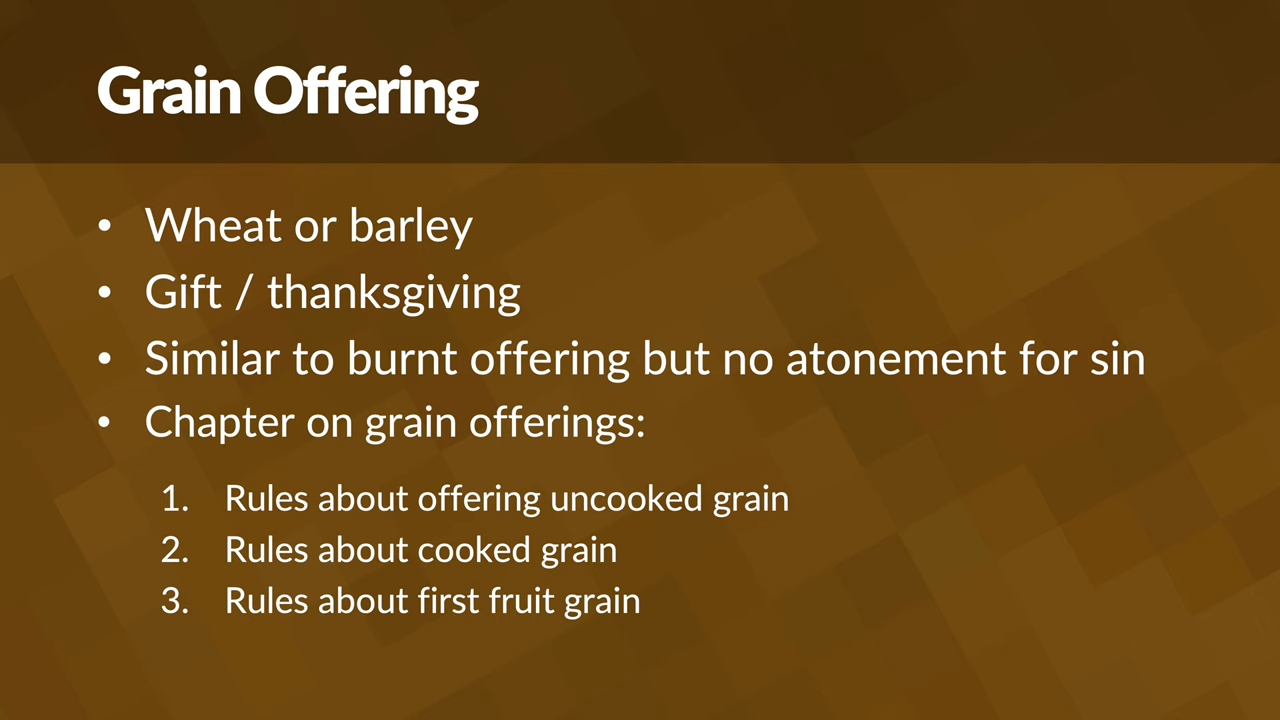 Grain Offering
• Wheat or barley
• Gift / thanksgiving
• Similar to burnt offering but no atonement for sin
• Chapter on grain offerings:
1. Rules about offering uncooked grain
2. Rules about cooked grain
3. Rules about first fruit grain